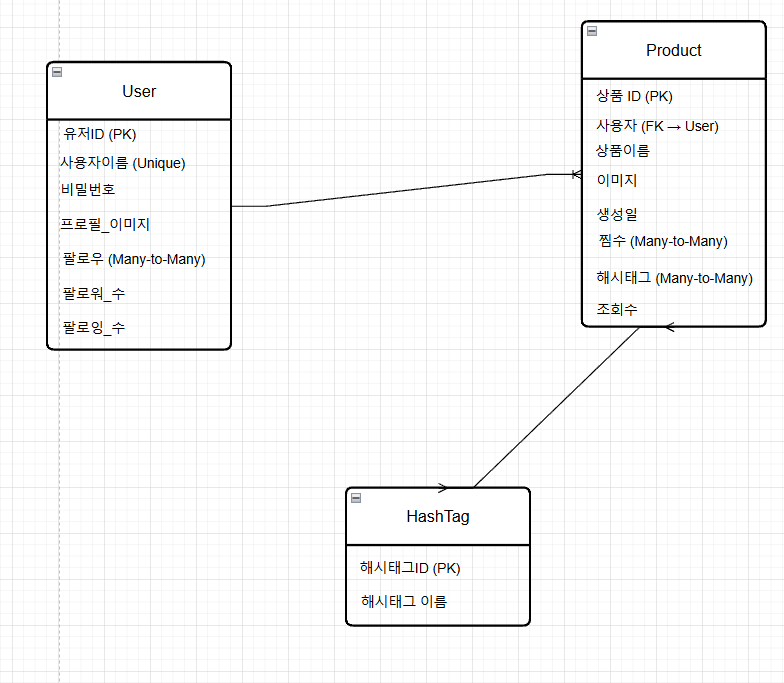 User
유저ID (PK)
사용자이름 (Unique)
비밀번호
프로필_이미지
팔로우 (Many-to-Many)
팔로워_수
팔로잉_수
Product
상품 ID (PK)
사용자 (FK → User)
상품이름
이미지
생성일
찜수 (Many-to-Many)
해시태그 (Many-to-Many)
조회수
HashTag
해시태그ID (PK)
해시태그 이름